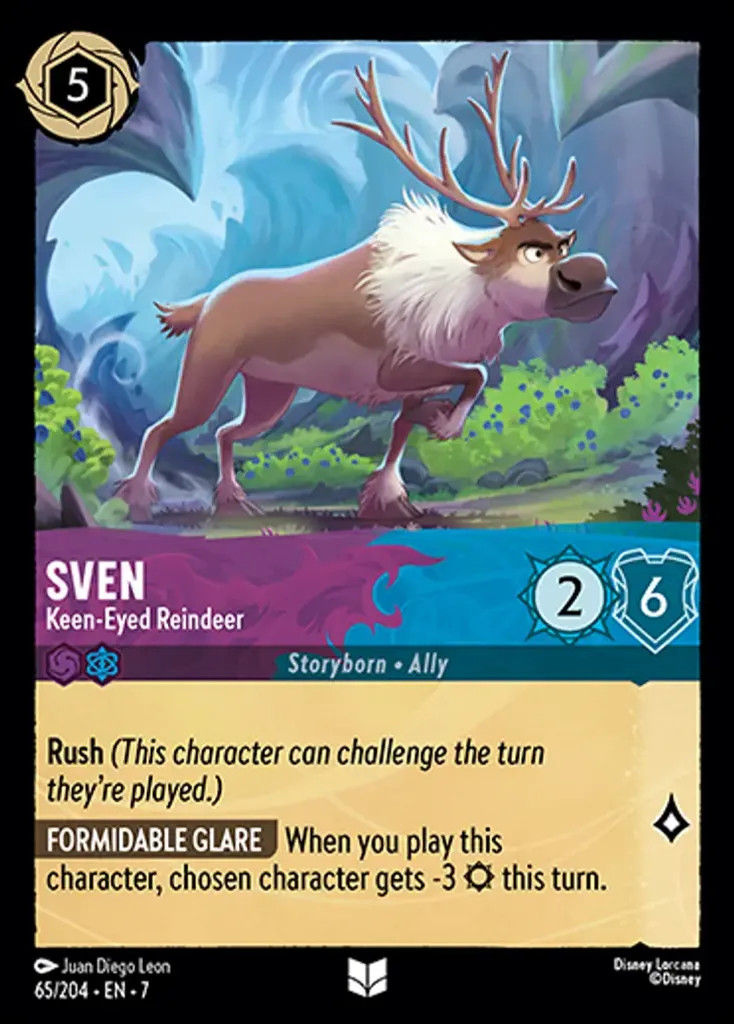 5
SVEN
Keen-Eyed Reindeer
2
6
Storyborn • Ally
Rush (This character can challenge the turn
they're played.)
FORMIDABLE GLARE When you play this
character, chosen character gets -3 this turn.
Juan Diego Leon
Disney Lorcana
65/204 • EN • 7
©Disney